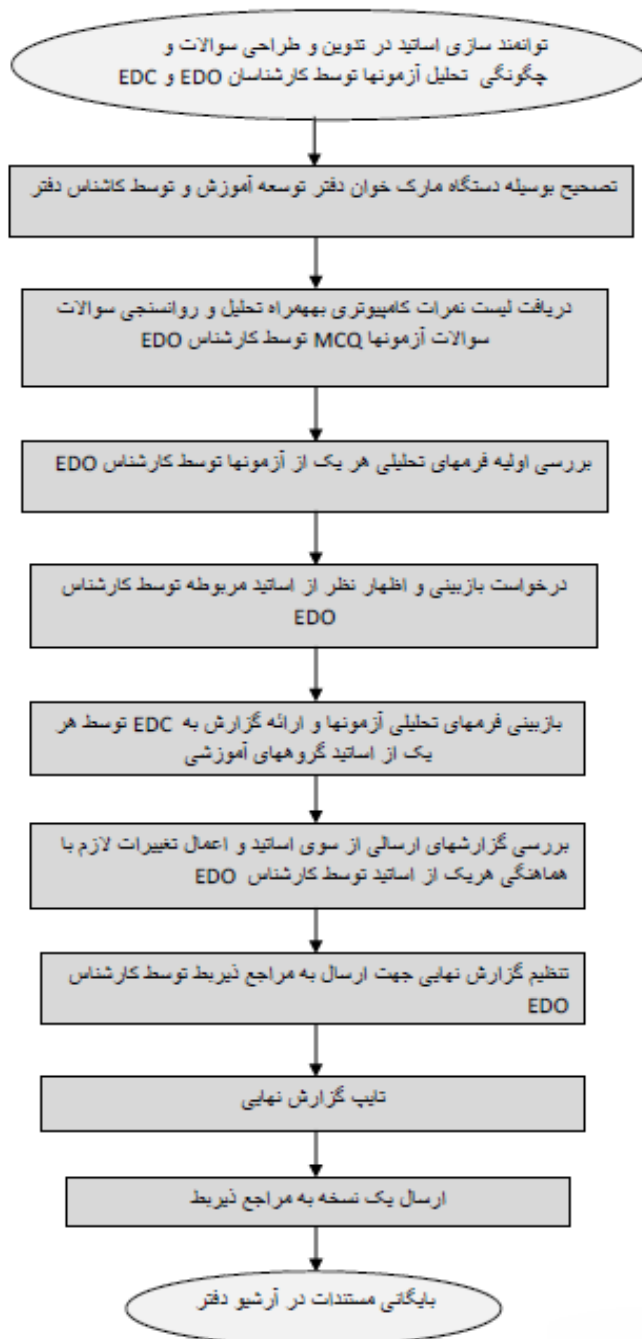 توانمند سازی اساتید در تدوین و طراحی سوالات و
چگونگی تحلیل آزمونها توسط کارشناسان EDO و EDC
تصحیح بوسیله دستگاه مارک خوان دفتر توسعه آموزش و توسط کاشناس دفتر
دریافت لیست نمرات کامپیوتری بههمراه تحلیل و روانسنجی سوالات
سوالات آزمونها MCQ توسط کارشناس EDO
بررسی اولیه فرمهای تحلیلی هر یک از آزمونها توسط کارشناس EDO
درخواست بازبینی و اظهار نظر از اساتید مربوطه توسط کارشناس
EDO
بازبینی فرمهای تحلیلی آزمونها و ارائه گزارش به EDC توسط هر
یک از اساتید گروههای آموزشی
بررسی گزارشهای ارسالی از سوی اساتید و اعمال تغییرات لازم با
هماهنگی هریک از اساتید توسط کارشناس EDO
تنظیم گزارش نهایی جهت ارسال به مراجع ذیربط توسط کارشناس
EDO
تایپ گزارش نهایی
ارسال یک نسخه به مراجع ذیربط
بایگانی مستندات در آرشیو دفتر